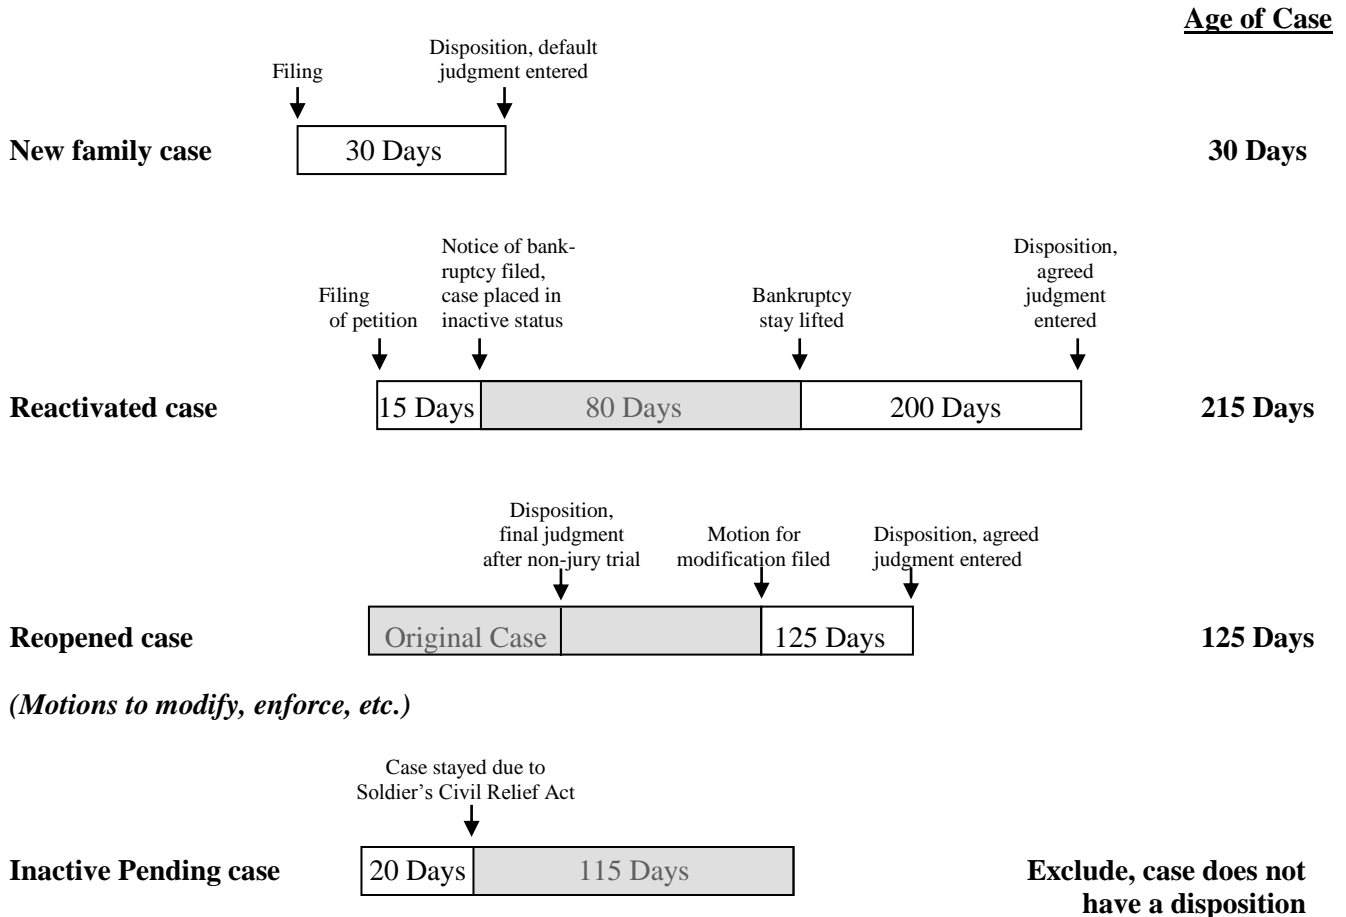 Age of Case
Disposition, default
judgment entered
Filing
New family case
30 Days
30 Days
Notice of bank-
ruptcy filed,
case placed in
inactive status
Filing
of petition
Bankruptcy
stay lifted
Disposition,
agreed
judgment
entered
Reactivated case
15 Days
80 Days
200 Days
215 Days
Disposition,
final judgment
after non-jury trial
Motion for
modification filed
Disposition, agreed
judgment entered
Reopened case
Original Case
125 Days
125 Days
(Motions to modify, enforce, etc.)
Case stayed due to
Soldier's Civil Relief Act
Inactive Pending case
20 Days
115 Days
Exclude, case does not
have a disposition